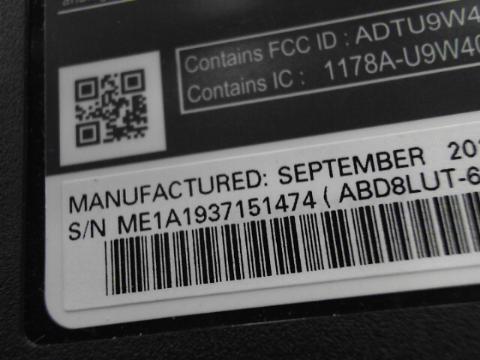 Contains FCC ID : ADTU9W4
Contains IC : 1178A-U9W40
MANUFACTURED: SEPTEMBER 201
S/N ME1A1937151474 ( ABD8LUT-6